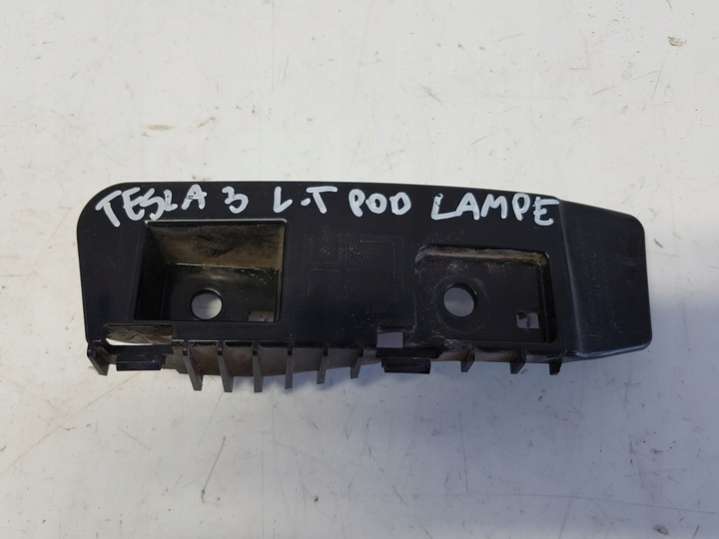 TESLA 3 L.T POD LAMPE